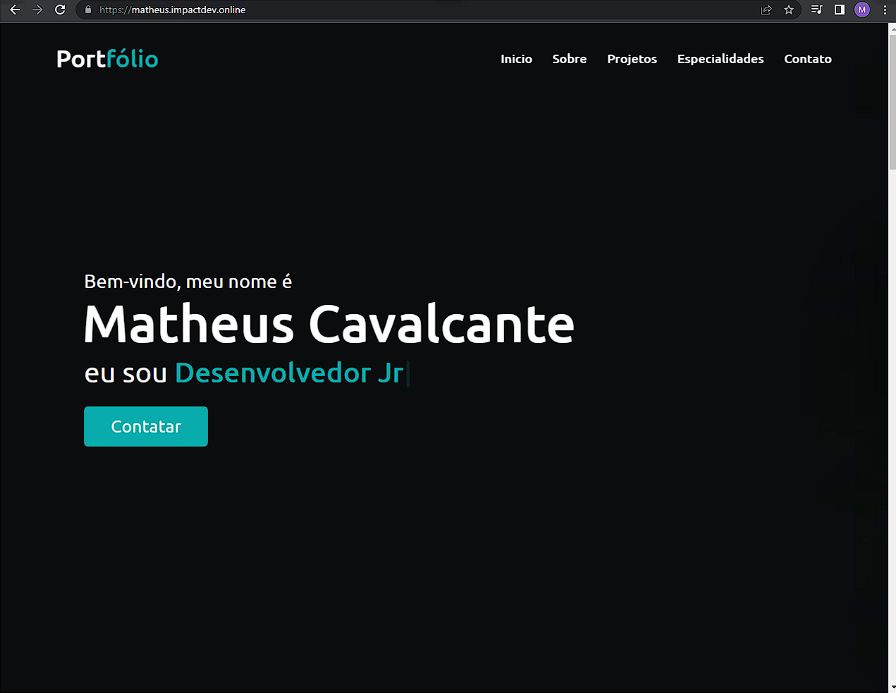 https://matheus.impactdev.online
M
Portfólio
Inicio Sobre Projetos Especialidades Contato
Bem-vindo, meu nome é
Matheus Cavalcante
eu sou Desenvolvedor Jr
Contatar